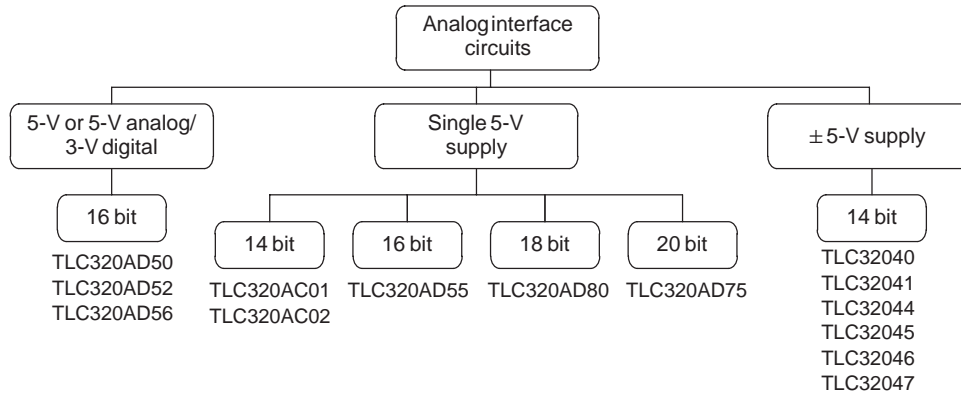 Analog interface
circuits
5-V or 5-V analog/
3-V digital
Single 5-V
supply
± 5-V supply
16 bit
14 bit
16 bit
18 bit
20 bit
14 bit
TLC320AD50
TLC320AD52
TLC320AD56
TLC320AC01
TLC320AC02
TLC320AD55
TLC320AD80
TLC320AD75
TLC32040
TLC32041
TLC32044
TLC32045
TLC32046
TLC32047